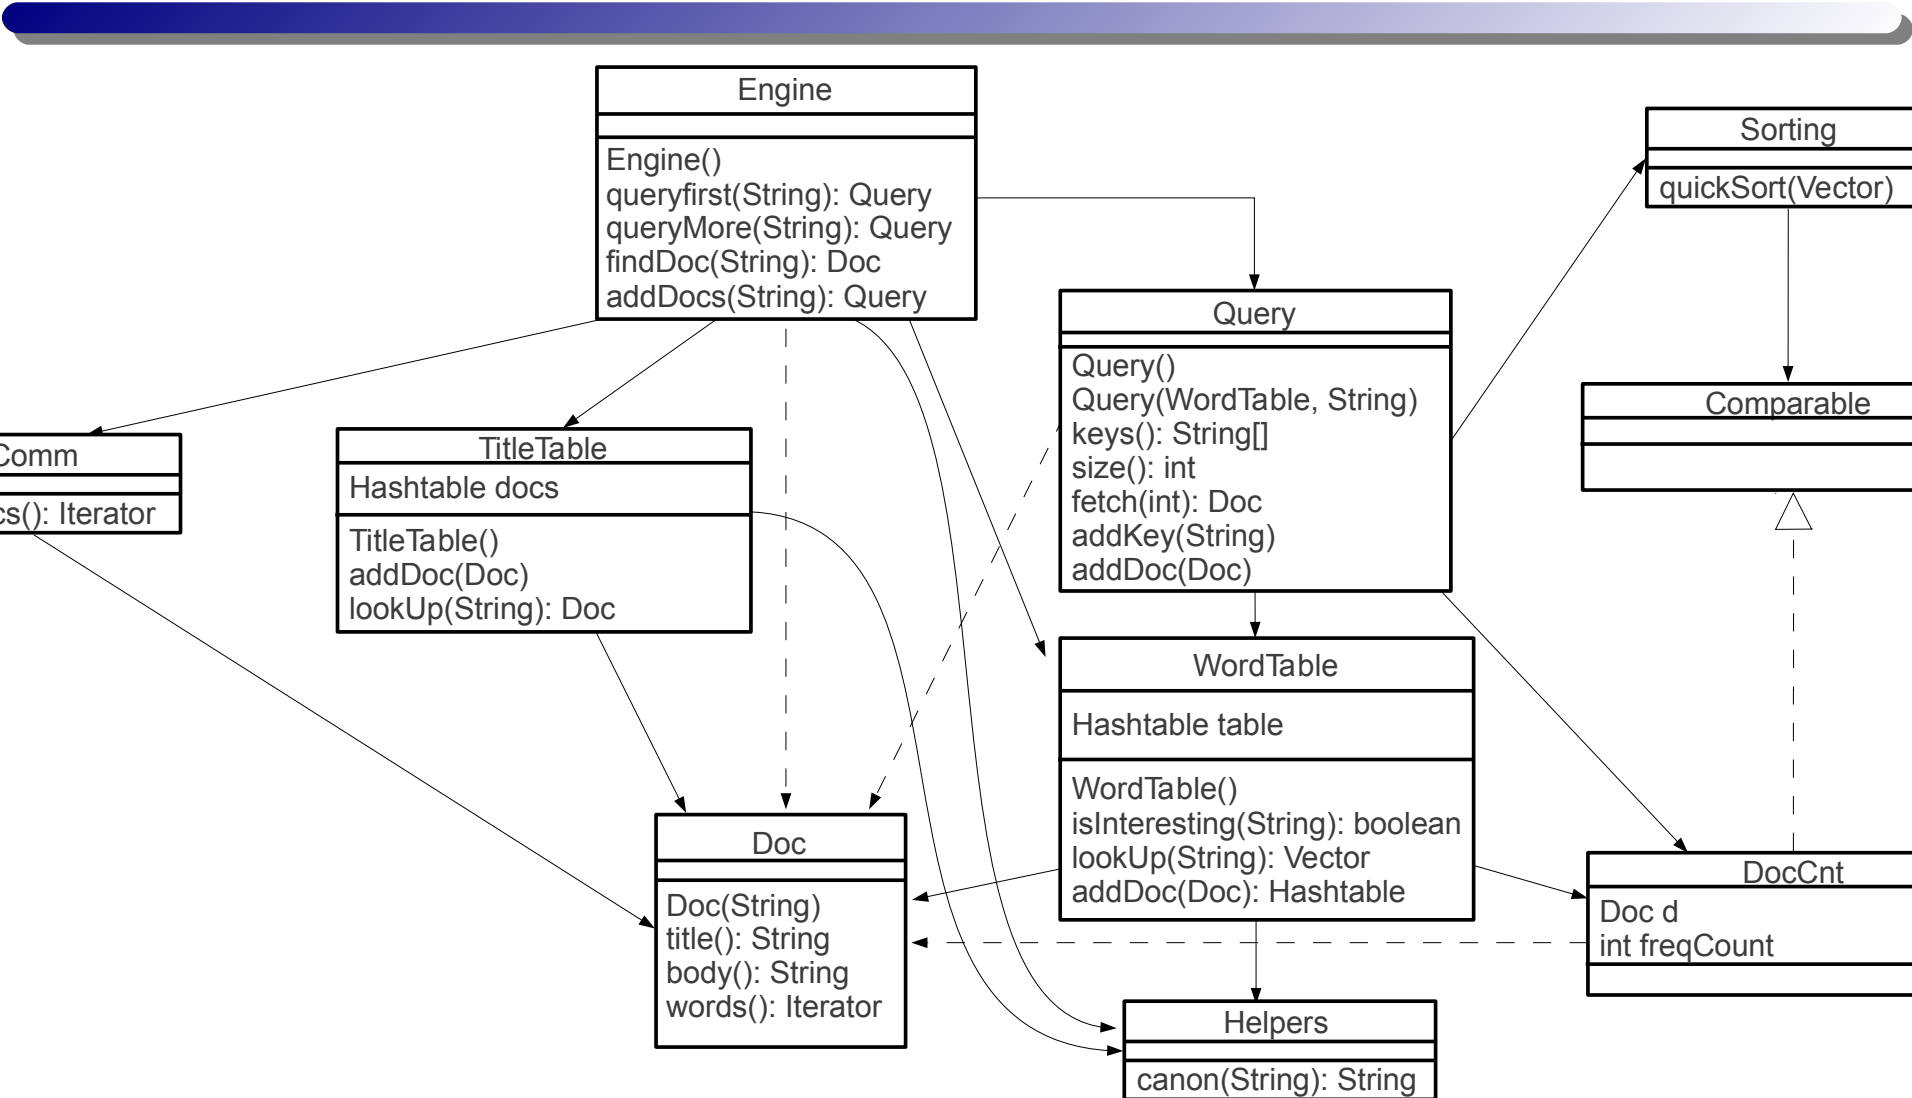 Engine
Engine()
queryfirst(String): Query
queryMore(String): Query
findDoc(String): Doc
addDocs(String): Query
Sorting
quickSort(Vector)
Query
Query()
Query(WordTable, String)
keys(): String[]
size(): int
fetch(int): Doc
addKey(String)
addDoc(Doc)
Comparable
Comm
cs(): Iterator
TitleTable
Hashtable docs
TitleTable()
addDoc(Doc)
lookUp(String): Doc
WordTable
Hashtable table
WordTable()
isInteresting(String): boolean
lookUp(String): Vector
addDoc(Doc): Hashtable
Doc
Doc(String)
title(): String
body(): String
words(): Iterator
DocCnt
Doc d
int freqCount
Helpers
canon(String): String